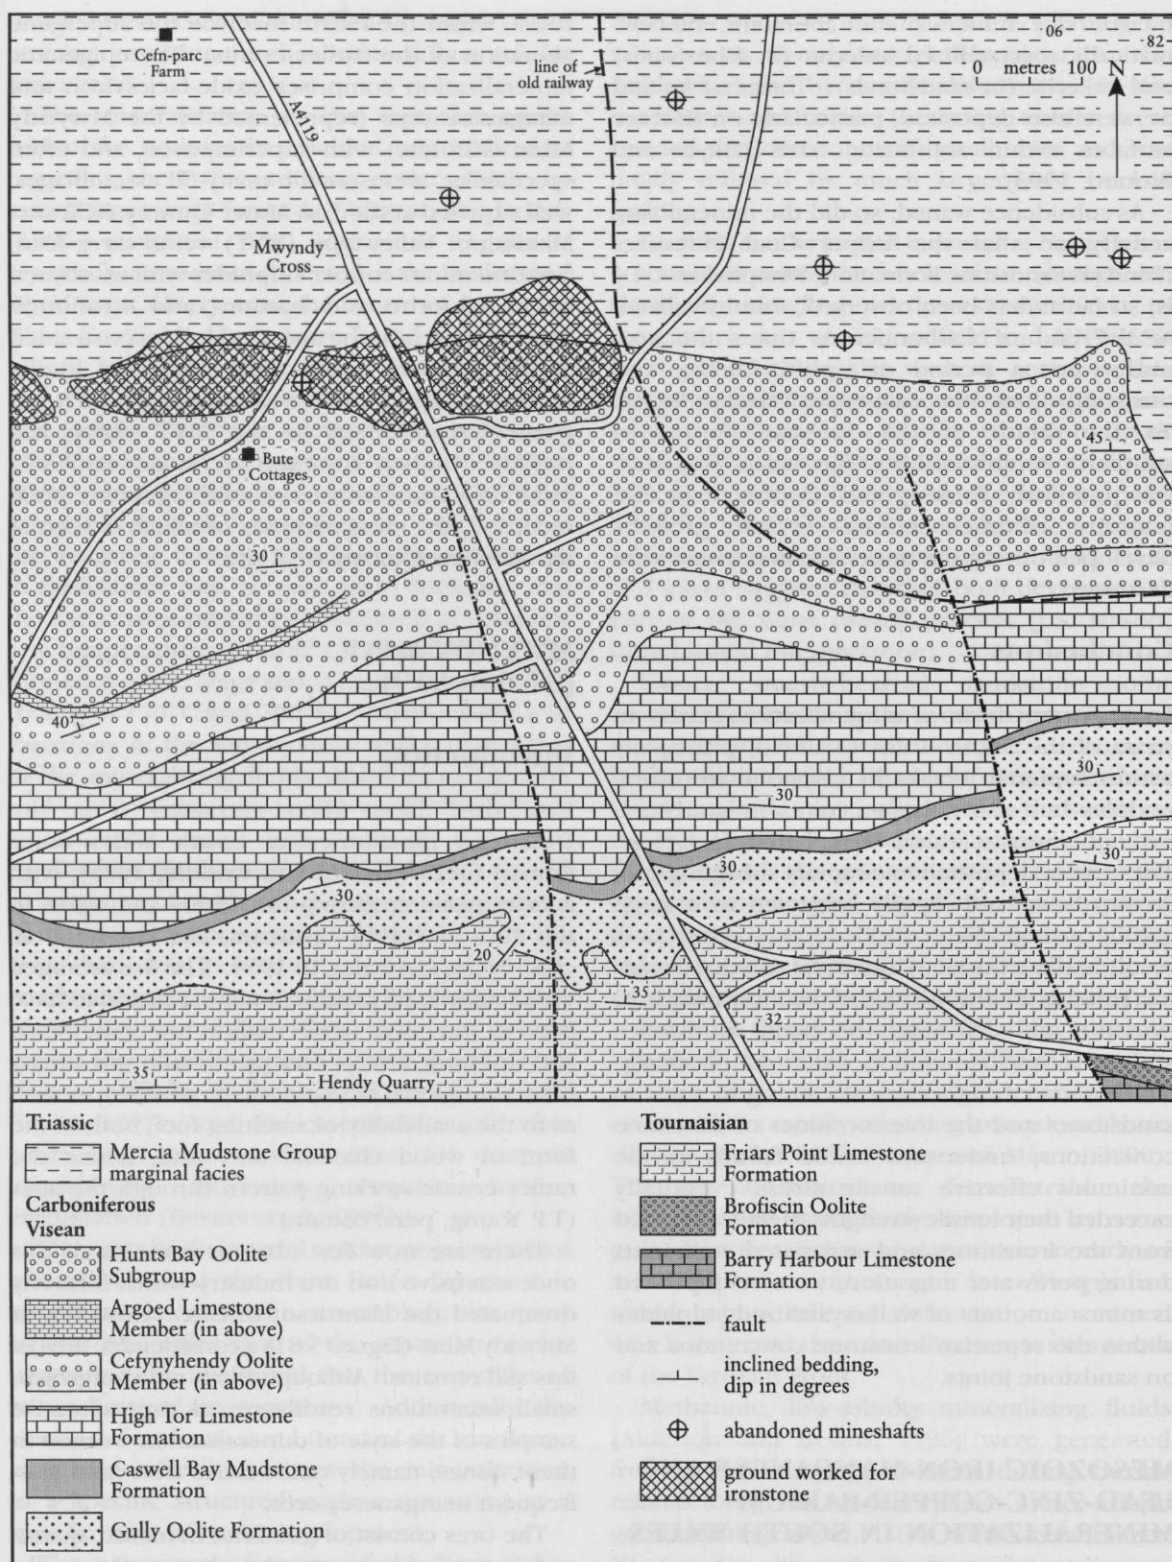 06
82
Cefn-parc
Farm
A4119
line of
old railway
0 metres 100
N
Mwyndy
Cross
45
Bute
Cottages
30
40
30
30
30
30
30
20
35
32
35
Hendy Quarry
Triassic
Mercia Mudstone Group
marginal facies
Carboniferous
Visean
Hunts Bay Oolite
Subgroup
Argoed Limestone
Member (in above)
Cefynyhendy Oolite
Member (in above)
High Tor Limestone
Formation
Caswell Bay Mudstone
Formation
Gully Oolite Formation
Tournaisian
Friars Point Limestone
Formation
Brofiscin Oolite
Formation
Barry Harbour Limestone
Formation
fault
inclined bedding,
dip in degrees
abandoned mineshafts
ground worked for
ironstone